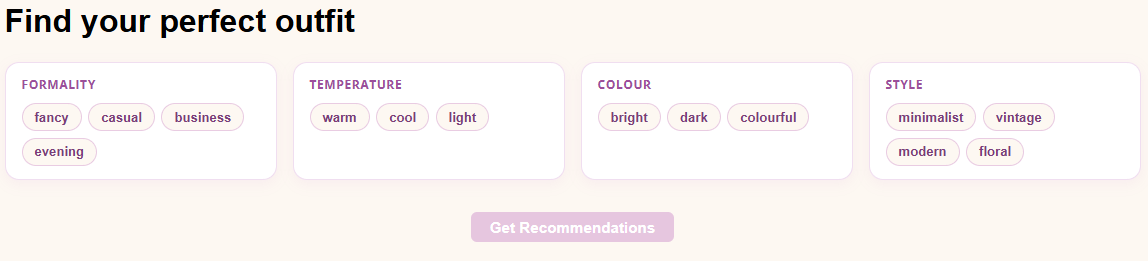 Find your perfect outfit
FORMALITY
fancy casual business
evening
TEMPERATURE
warm cool light
COLOUR
bright dark colourful
STYLE
minimalist vintage
modern floral
Get Recommendations